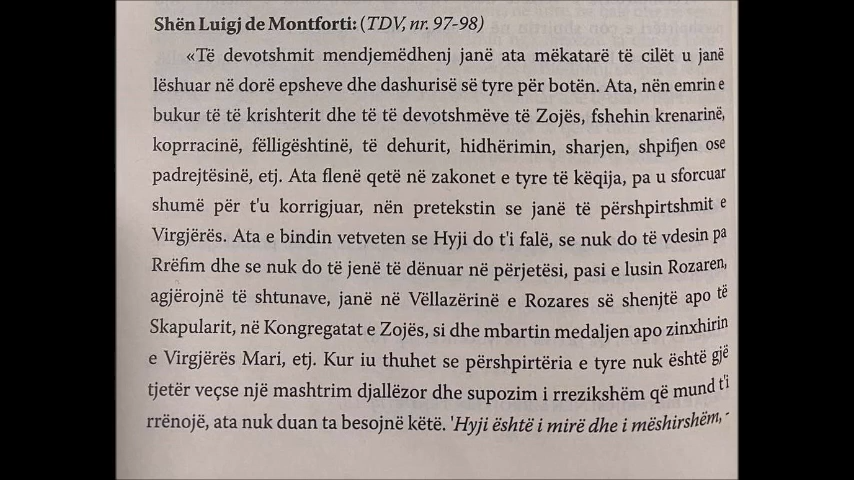 Shën Luigj de Montforti: (TDV, nr. 97-98)
«Të devotshmit mendjemëdhenj janë ata mëkatarë të cilët u janë
lëshuar në dorë epsheve dhe dashurisë së tyre për botën. Ata, nën emrin e
bukur të të krishterit dhe të të devotshmëve të Zojës, fshehin krenarinë,
koprracinë, fëlligështinë, të dehurit, hidhërimin, sharjen, shpifjen ose
padrejtësinë, etj. Ata flenë qetë në zakonet e tyre të këqija, pa u sforcuar
shumë për t'u korrigjuar, nën pretekstin se janë të përshpirtshmit e
Virgjërës. Ata e bindin vetveten se Hyji do t'i falë, se nuk do të vdesin pa
Rrëfim dhe se nuk do të jenë të dënuar në përjetësi, pasi e lusin Rozaren,
agjërojnë të shtunave, janë në Vëllazërinë e Rozares së shenjtë apo të
Skapularit, në Kongregatat e Zojës, si dhe mbartin medaljen apo zinxhirin
e Virgjërës Mari, etj. Kur iu thuhet se përshpirtëria e tyre nuk është gjë
tjetër veçse një mashtrim djallëzor dhe supozim i rrezikshëm që mund t'i
rrënojë, ata nuk duan ta besojnë këtë. 'Hyji është i mirë dhe i mëshirshëm,-